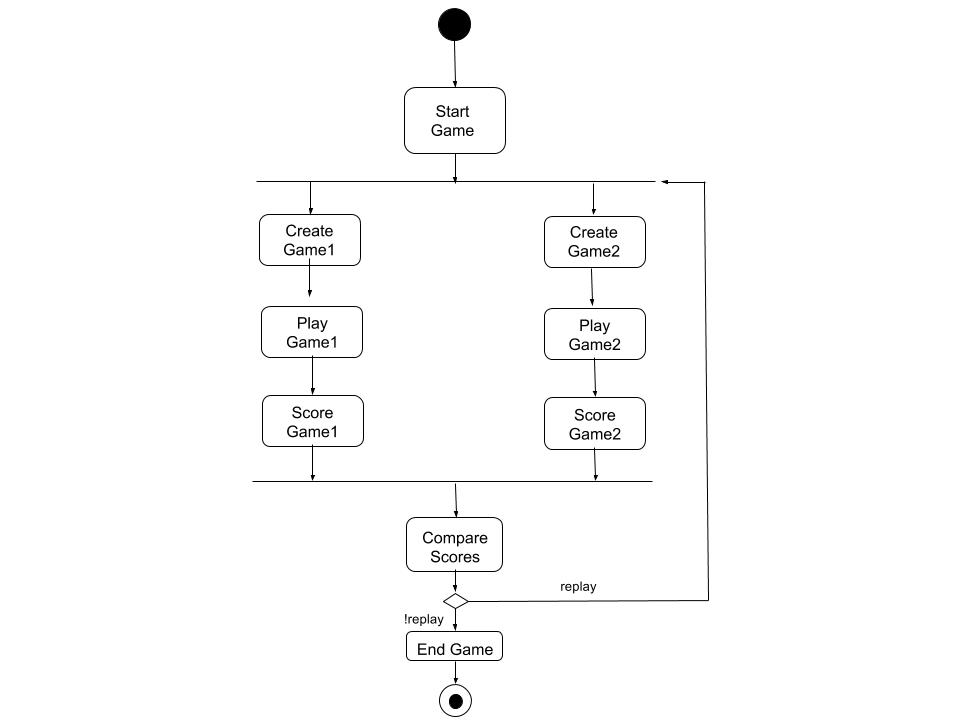 Start
Game
Create
Game1
Create
Game2
Play
Game1
Play
Game2
Score
Game1
Score
Game2
Compare
Scores
replay
!replay
End Game